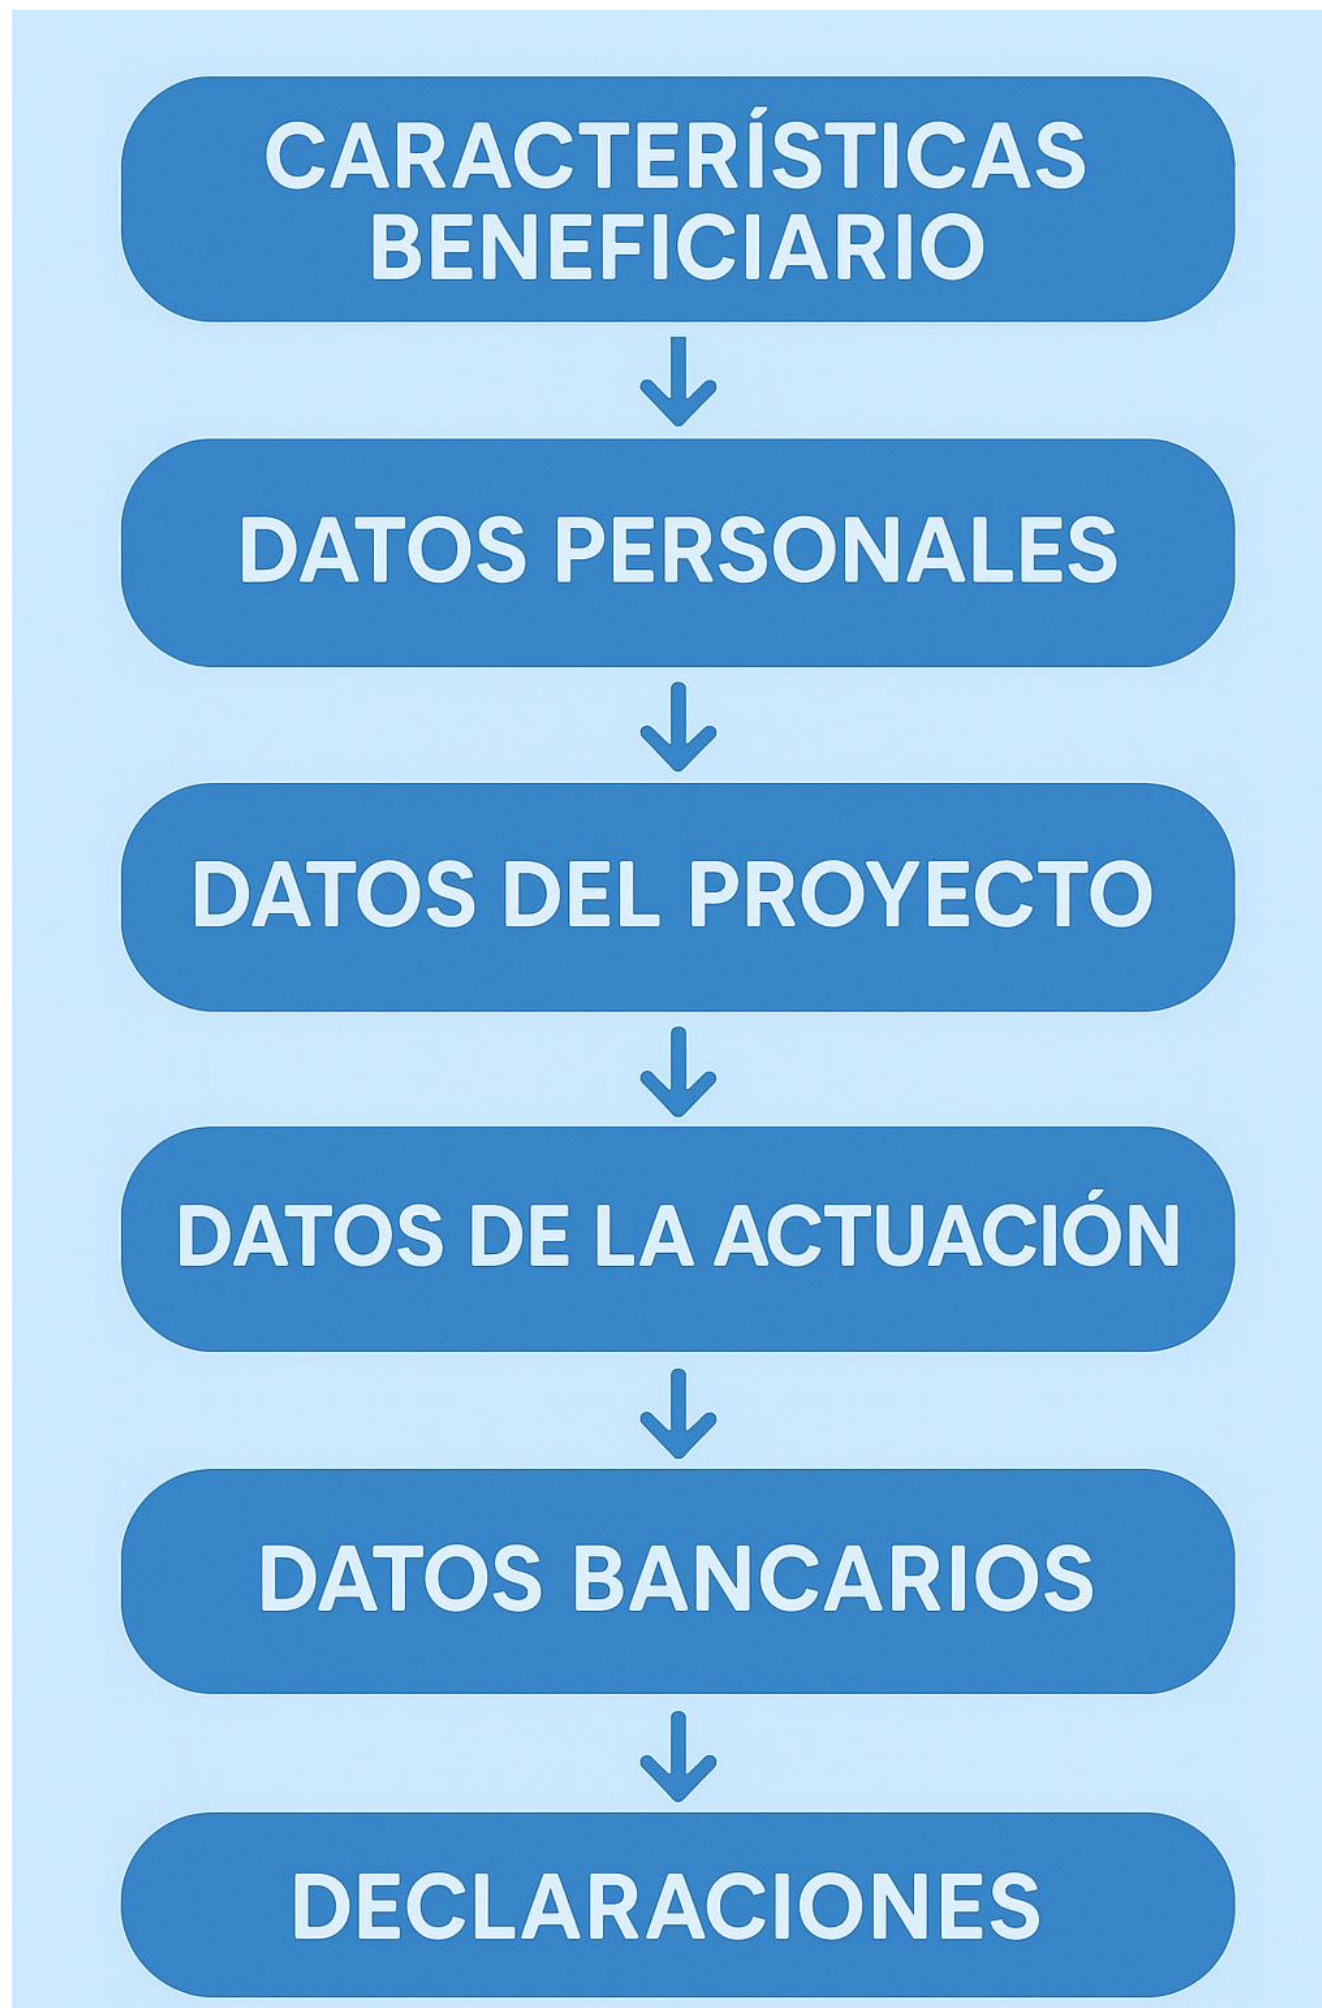 CARACTERÍSTICAS
BENEFICIARIO
DATOS PERSONALES
DATOS DEL PROYECTO
DATOS DE LA ACTUACIÓN
DATOS BANCARIOS
DECLARACIONES